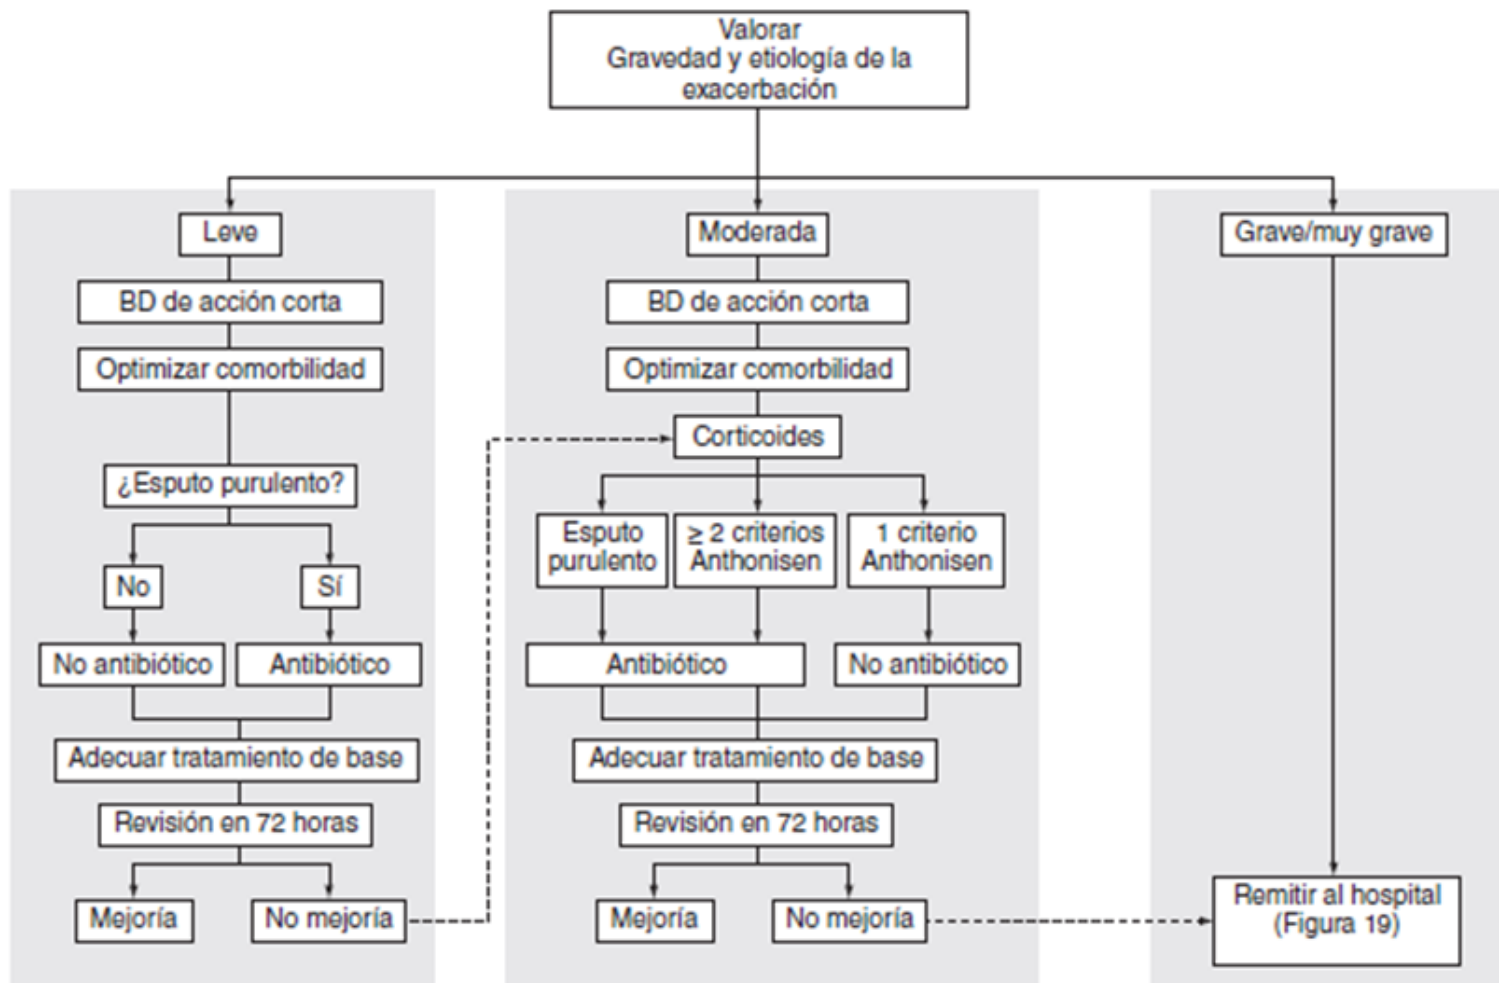 Valorar
Gravedad y etiología de la
exacerbación
Leve
BD de acción corta
Optimizar comorbilidad
¿Esputo purulento?
No
Sí
No antibiótico
Antibiótico
Adecuar tratamiento de base
Revisión en 72 horas
Mejoría
No mejoría
Moderada
BD de acción corta
Optimizar comorbilidad
Corticoides
Esputo
purulento
≥ 2 criterios
Anthonisen
1 criterio
Anthonisen
Antibiótico
No antibiótico
Adecuar tratamiento de base
Revisión en 72 horas
Mejoría
No mejoría
Grave/muy grave
Remitir al hospital
(Figura 19)